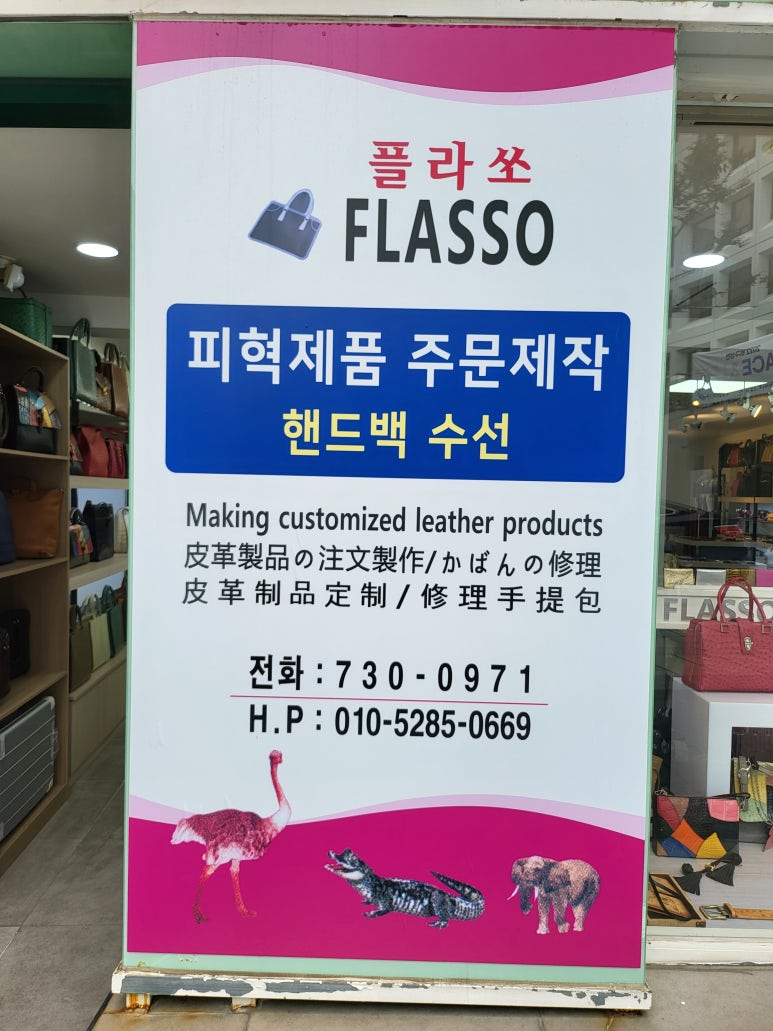 플라쏘
FLASSO
피혁제품 주문제작
핸드백 수선
Making customized leather products
皮革製品の注文製作/かばんの修理
皮革制品定制/修理手提包
전화 : 730-0971
H.P : 010-5285-0669
FLASSO